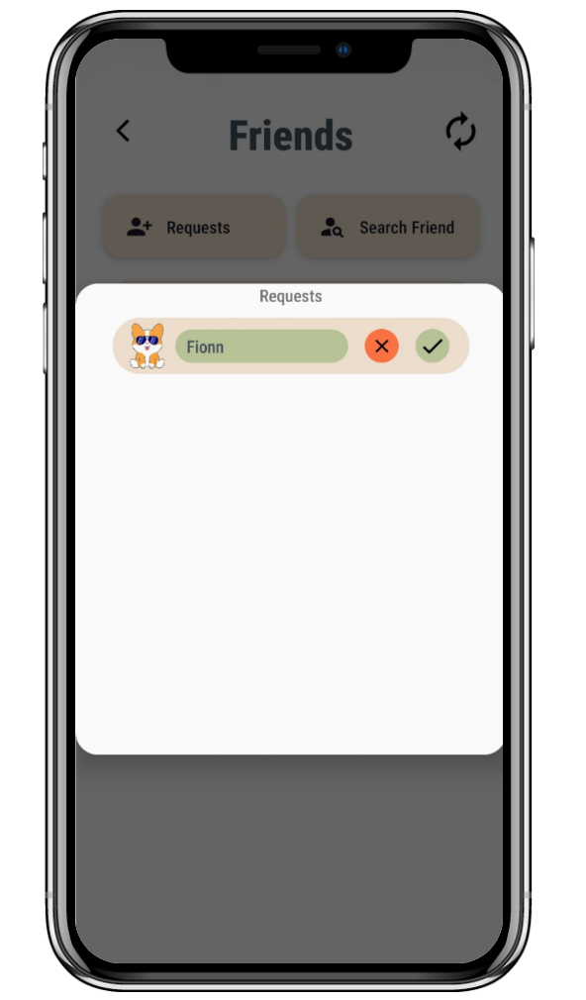 Friends
Requests
Search Friend
Requests
Fionn